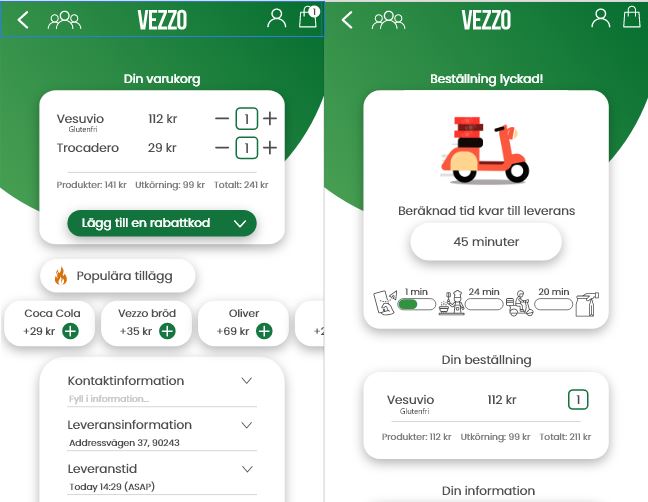 VEZZO
1
Din varukorg
Vesuvio 112 kr 1
Glutenfri
Trocadero 29 kr 1
Produkter: 141 kr Utkörning: 99 kr Totalt: 241 kr
Lägg till en rabattkod
Populära tillägg
Coca Cola
+29 kr
Vezzo bröd
+35 kr
Oliver
+69 kr
+2
Kontaktinformation
Fyll i information...
Leveransinformation
Addressvägen 37, 90243
Leveranstid
Today 14:29 (ASAP)
VEZZO
Beställning lyckad!
Beräknad tid kvar till leverans
45 minuter
1 min 24 min 20 min
Din beställning
Vesuvio 112 kr 1
Glutenfri
Produkter: 112 kr Utkörning: 99 kr Totalt: 211 kr
Din information